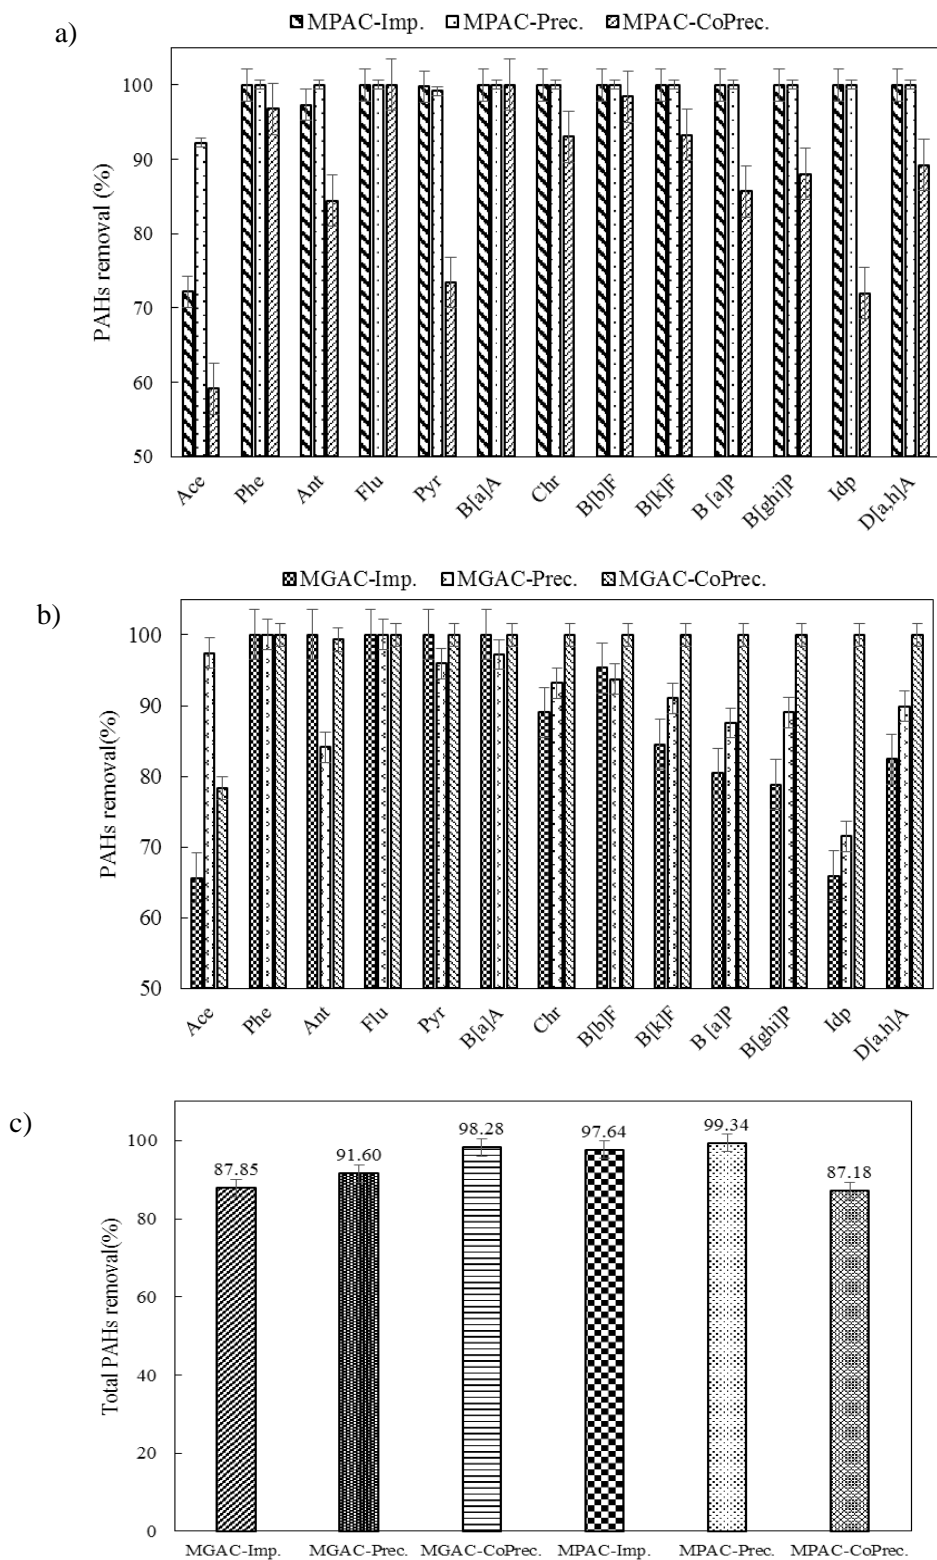 a)
MPAC-Imp. MPAC-Prec. MPAC-CoPrec.
PAHs removal (%)
100
90
80
70
60
50
Ace Phe Ant Flu Pyr B[a]A Chr B[b]F B[k]F B [a]P B[ghi]P Idp D[a,h]A
b)
MGAC-Imp. MGAC-Prec. MGAC-CoPrec.
PAHs removal(%)
100
90
80
70
60
50
Ace Phe Ant Flu Pyr B[a]A Chr B[b]F B[k]F B [a]P B[ghi]P Idp D[a,h]A
c)
Total PAHs removal(%)
100
80
60
40
20
0
87.85 91.60 98.28 97.64 99.34 87.18
MGAC-Imp. MGAC-Prec. MGAC-CoPrec. MPAC-Imp. MPAC-Prec. MPAC-CoPrec.